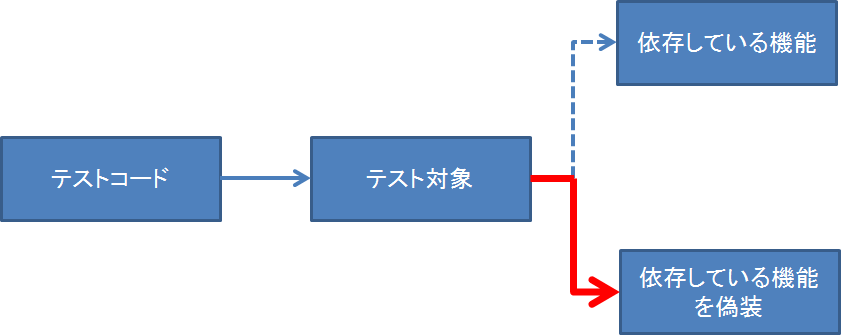 依存している機能
テストコード
テスト対象
依存している機能
を偽装